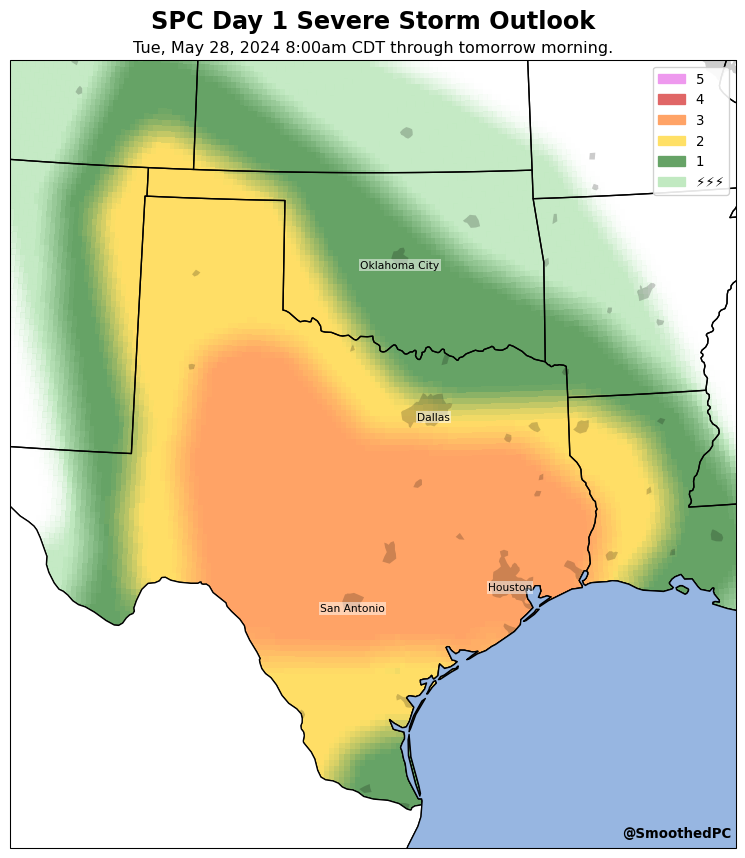 SPC Day 1 Severe Storm Outlook
Tue, May 28, 2024 8:00am CDT through tomorrow morning.
5
4
3
2
1
⚡⚡⚡
Oklahoma City
Dallas
Houston
San Antonio
@SmoothedPC